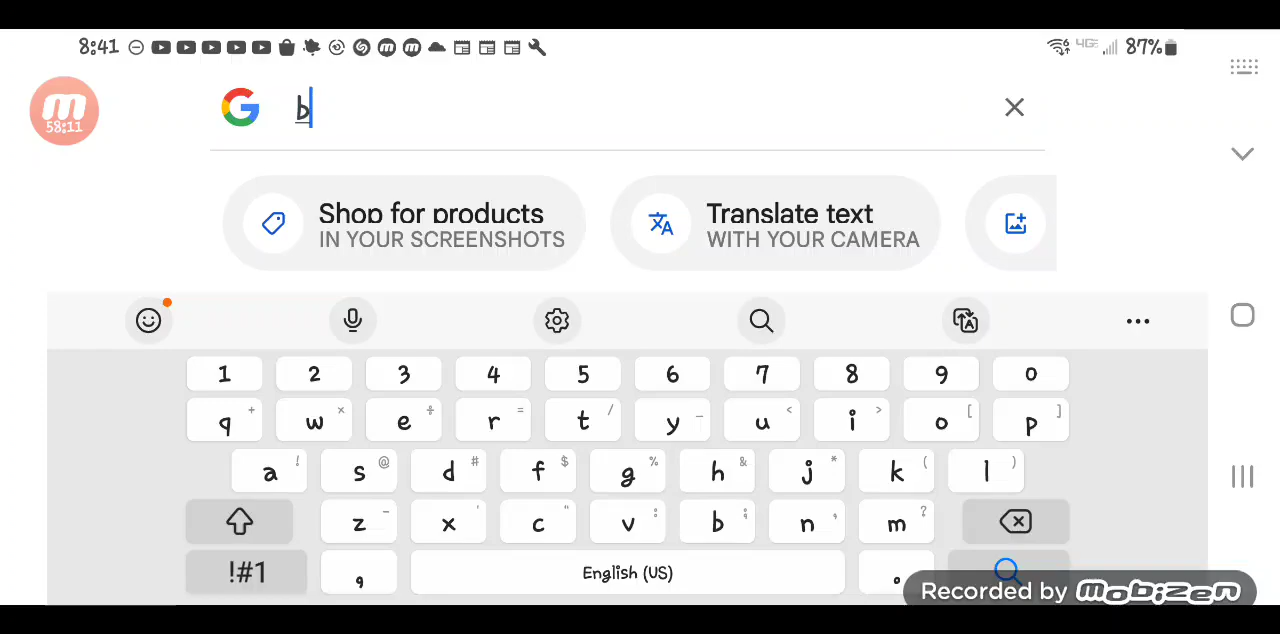 8:41 4GE 87%
m 58:11
G b
Shop for products Translate text
IN YOUR SCREENSHOTS WITH YOUR CAMERA
1 2 3 4 5 6 7 8 9 0
q + w × e ÷ r = t / y _ u < i > o [ p ]
a ! s @ d # f $ g % h & j * k ( l )
z - x ' c " v : b ; n , m ?
!#1 , English (US) .
Recorded by mobizen